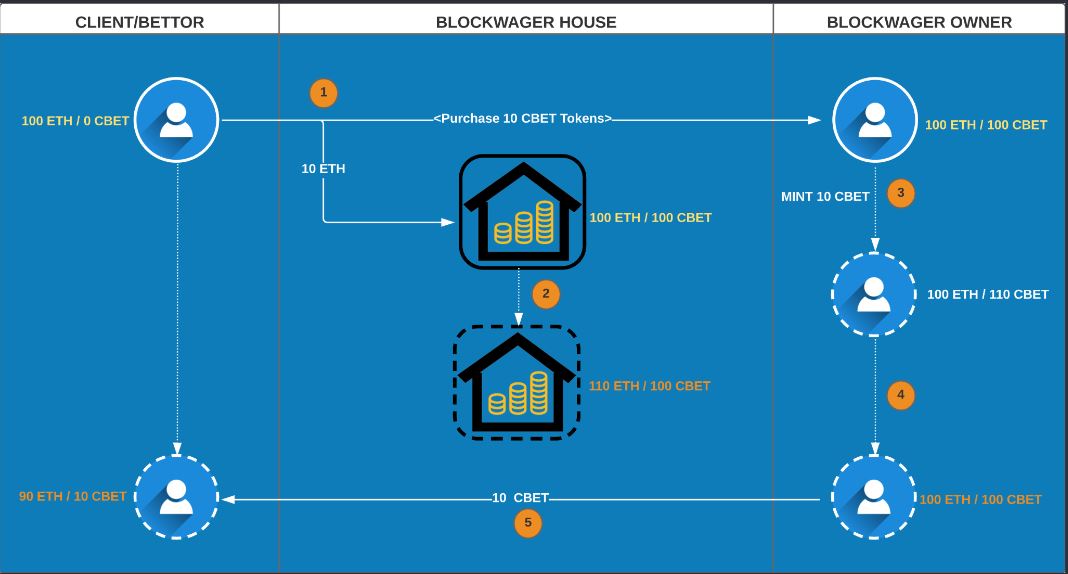 CLIENT/BETTOR
BLOCKWAGER HOUSE
BLOCKWAGER OWNER
1
<Purchase 10 CBET Tokens>
100 ETH / 0 CBET
100 ETH / 100 CBET
10 ETH
MINT 10 CBET
3
100 ETH / 100 CBET
2
100 ETH / 110 CBET
110 ETH / 100 CBET
4
90 ETH / 10 CBET
10 CBET
100 ETH / 100 CBET
5